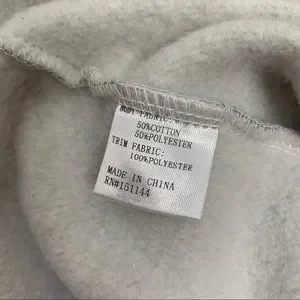 BODY FABRIC:
50%COTTON
50%POLYESTER
TRIM FABRIC:
100%POLYESTER
MADE IN CHINA
RN#151144